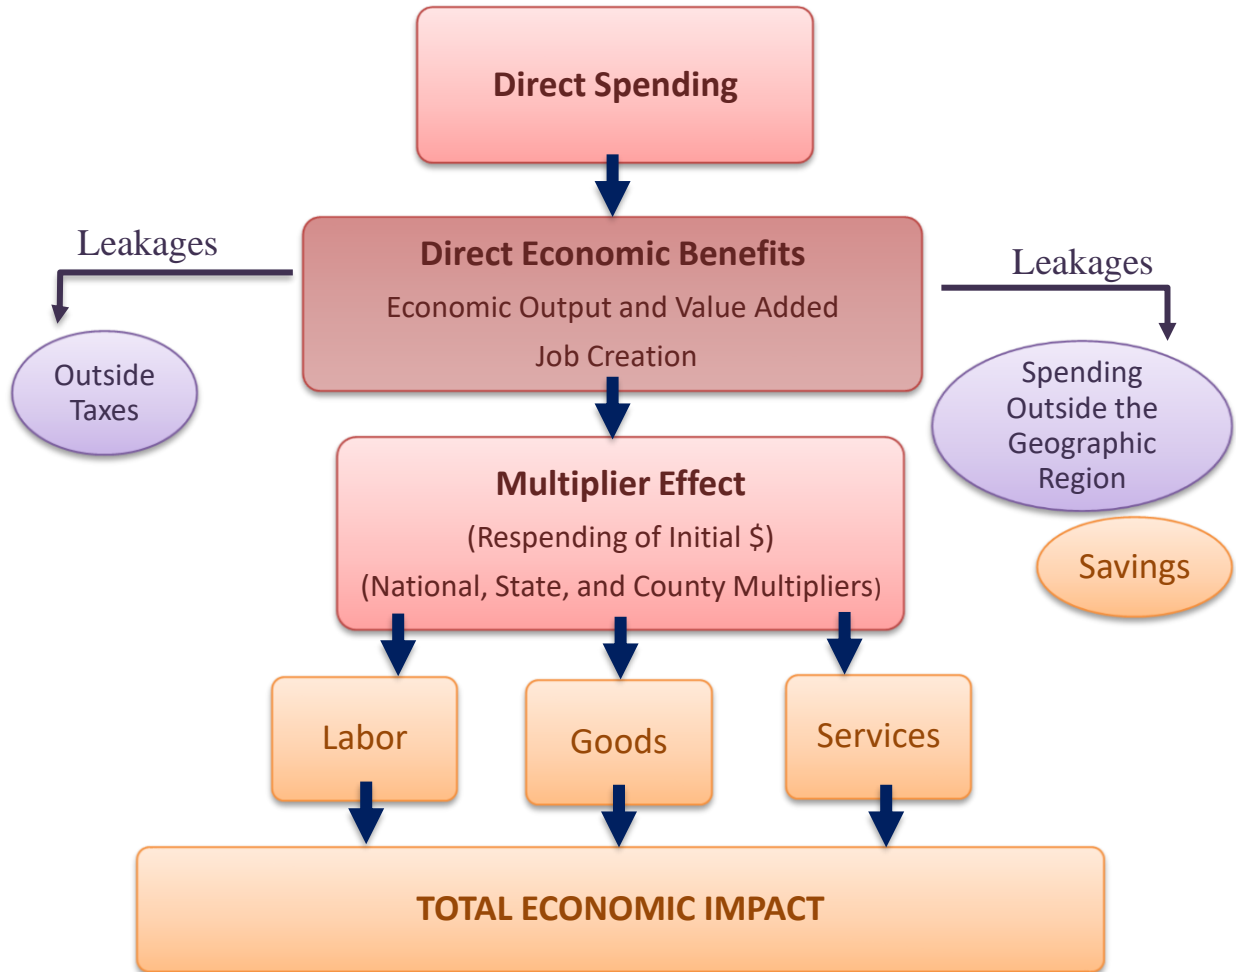 Direct Spending
Leakages
Direct Economic Benefits
Economic Output and Value Added
Job Creation
Leakages
Outside
Taxes
Spending
Outside the
Geographic
Region
Multiplier Effect
(Respending of Initial $)
(National, State, and County Multipliers)
Savings
Labor
Goods
Services
TOTAL ECONOMIC IMPACT